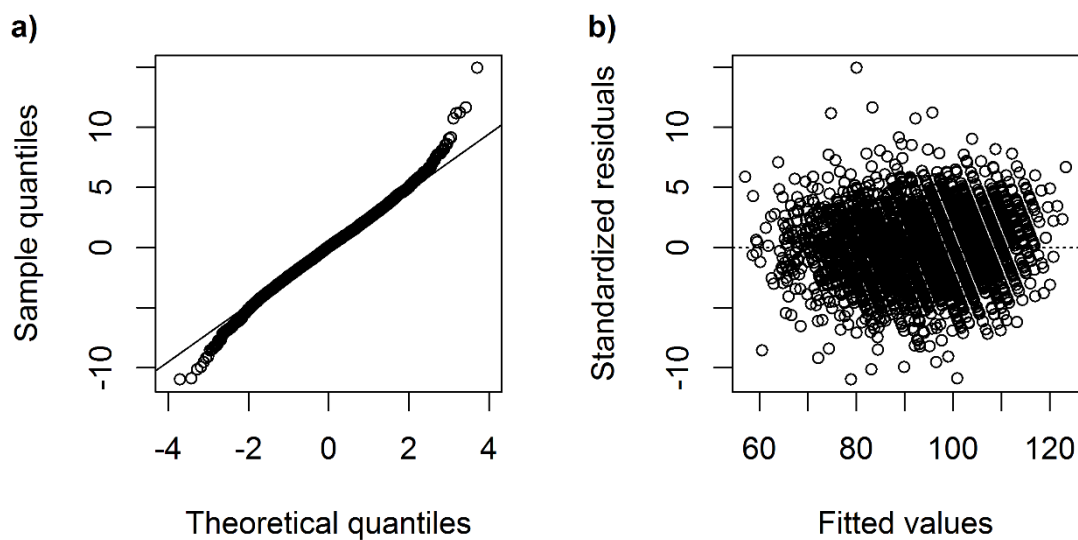 a)
Sample quantiles
10
5
0
-10
-4
-2
0
2
4
Theoretical quantiles
b)
Standardized residuals
10
5
0
-10
60
80
100
120
Fitted values